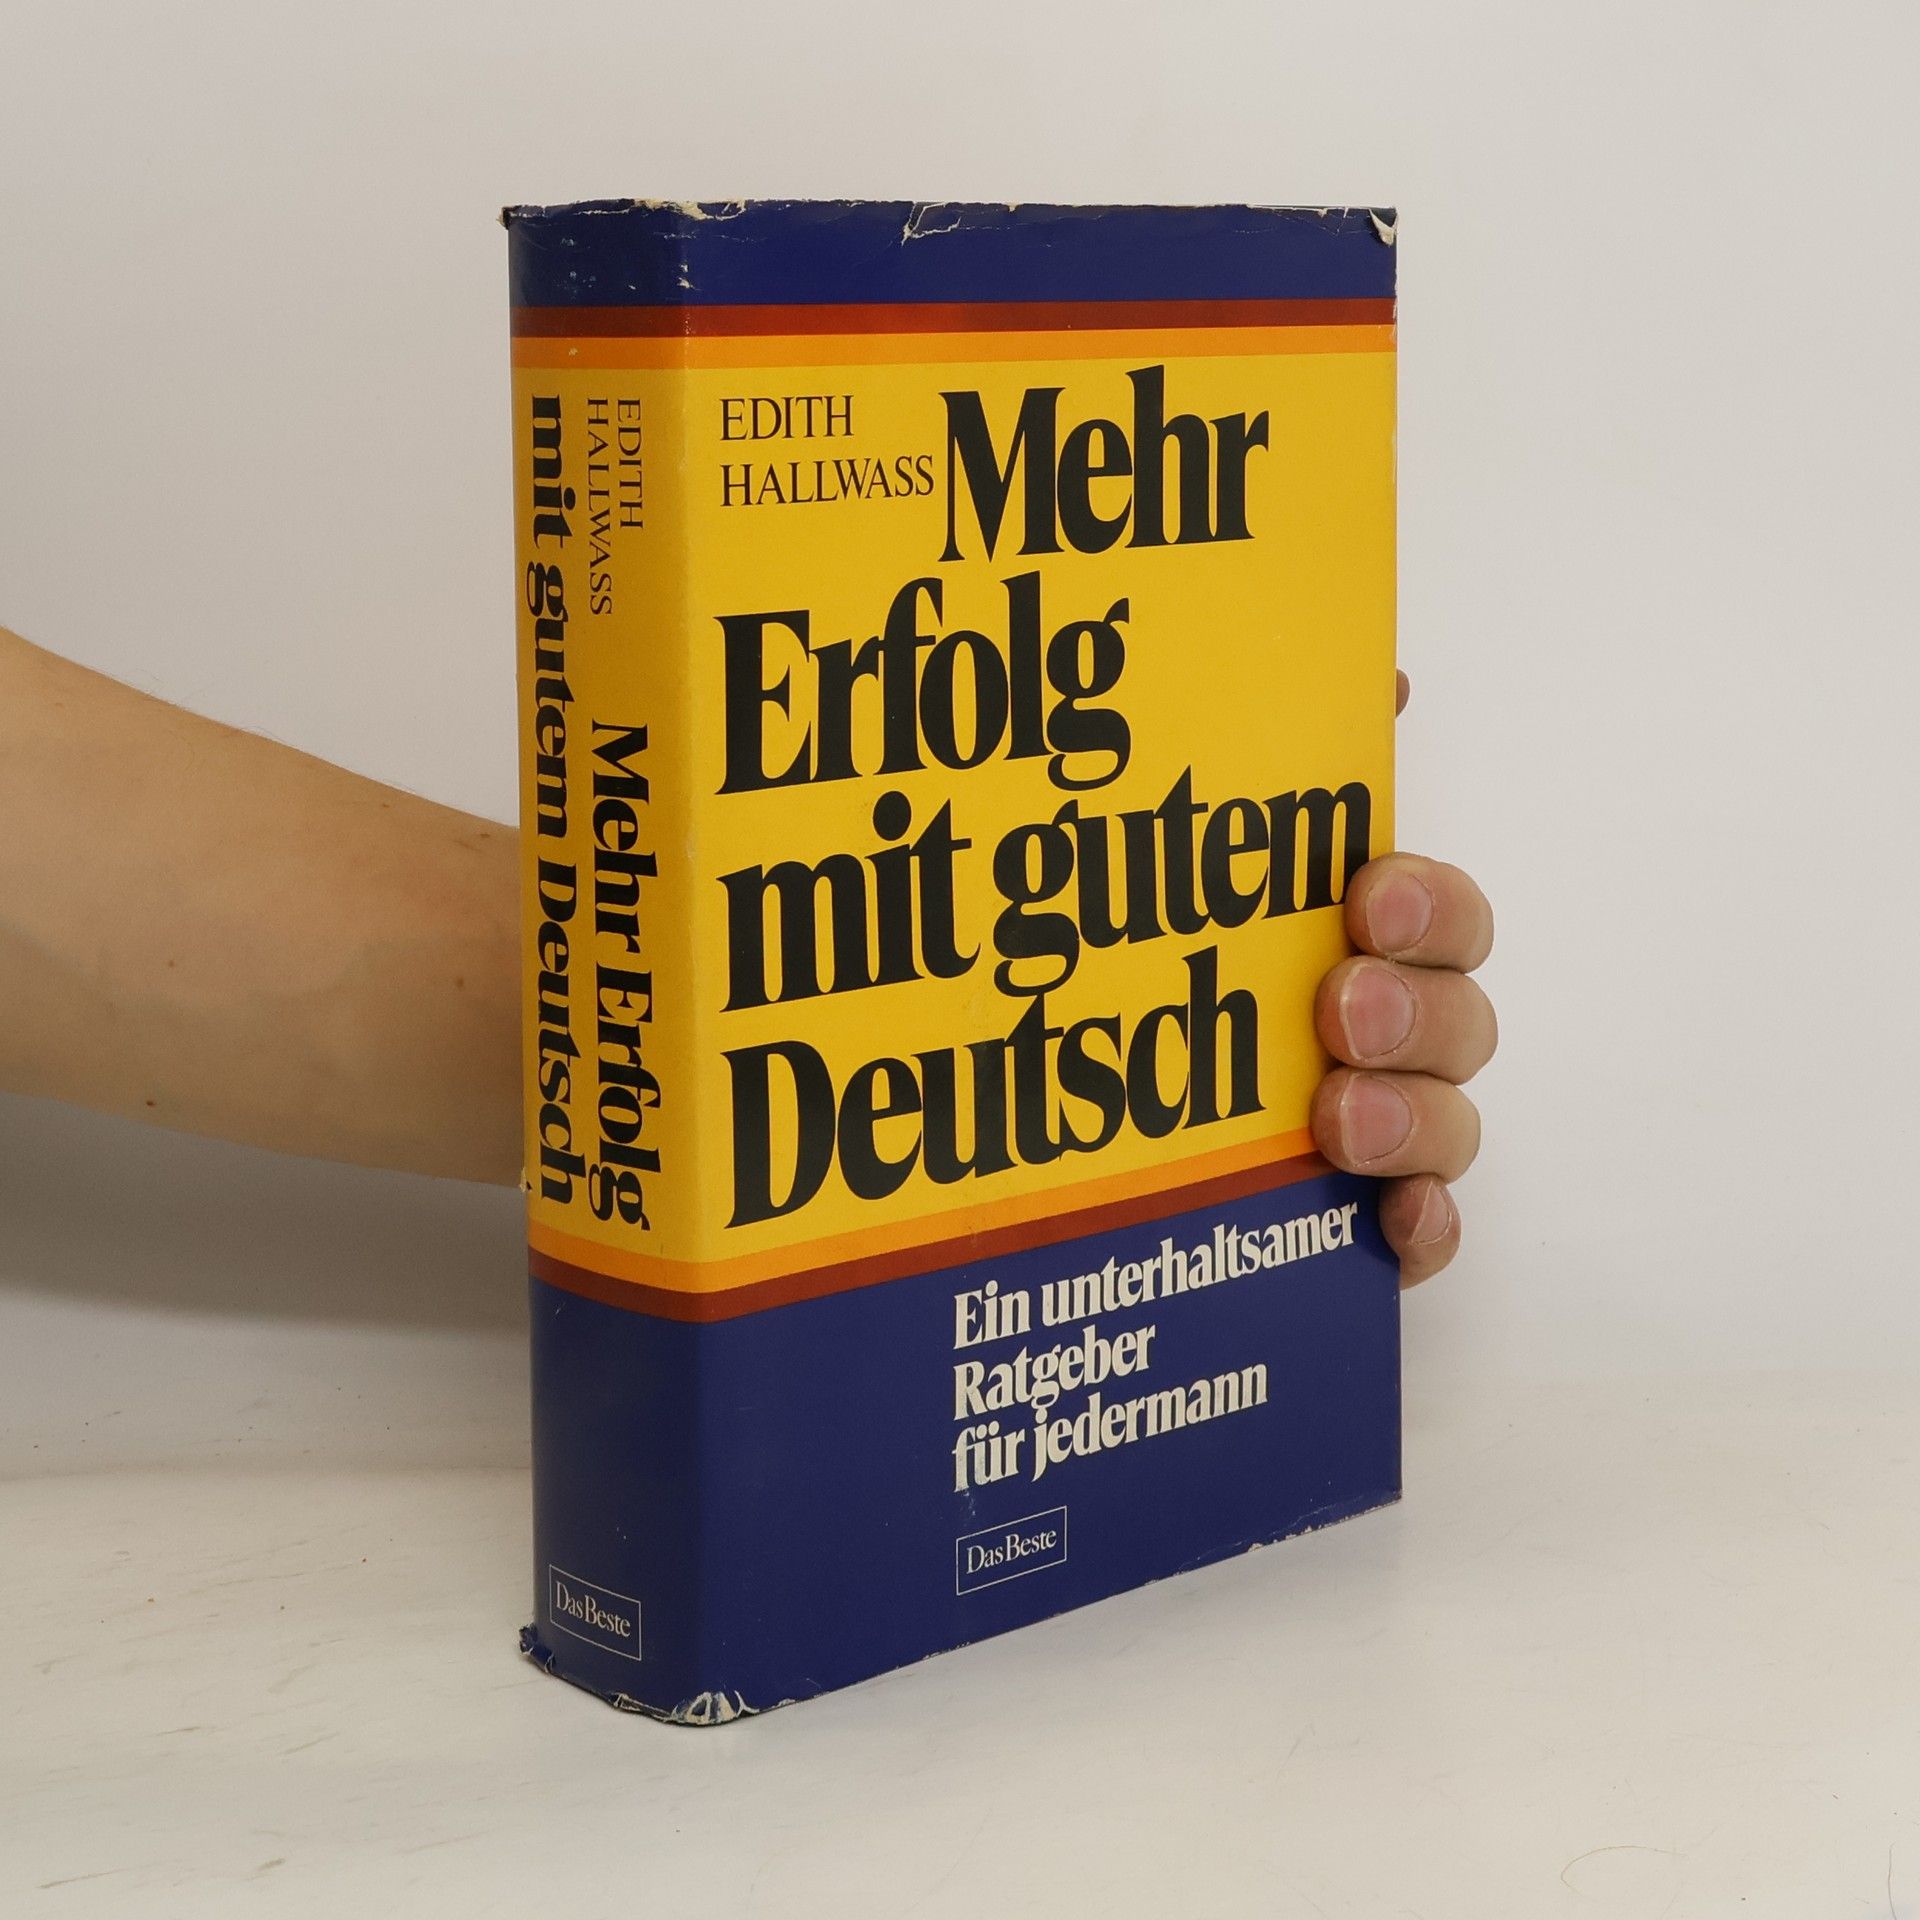 EDITH
HALLWASS
Mehr Erfolg
mit gutem Deutsch
Das Beste
EDITH
HALLWASS
Mehr
Erfolg
mit gutem
Deutsch
Ein unterhaltsamer
Ratgeber
für jedermann
Das Beste